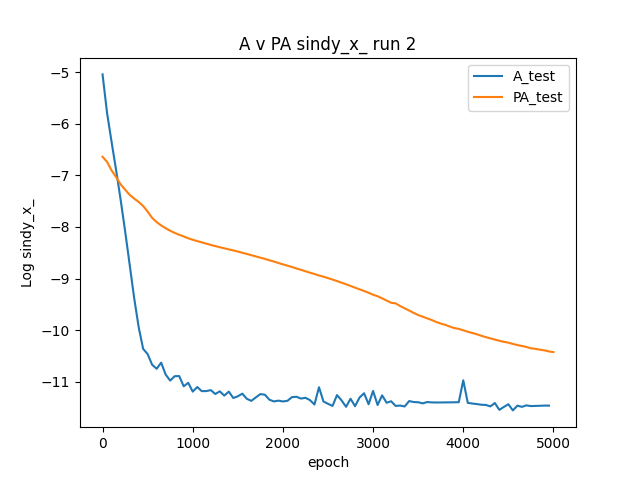 A v PA sindy_x_ run 2
A_test
PA_test
Log sindy_x_
−5
−6
−7
−8
−9
−10
−11
0
1000
2000
3000
4000
5000
epoch